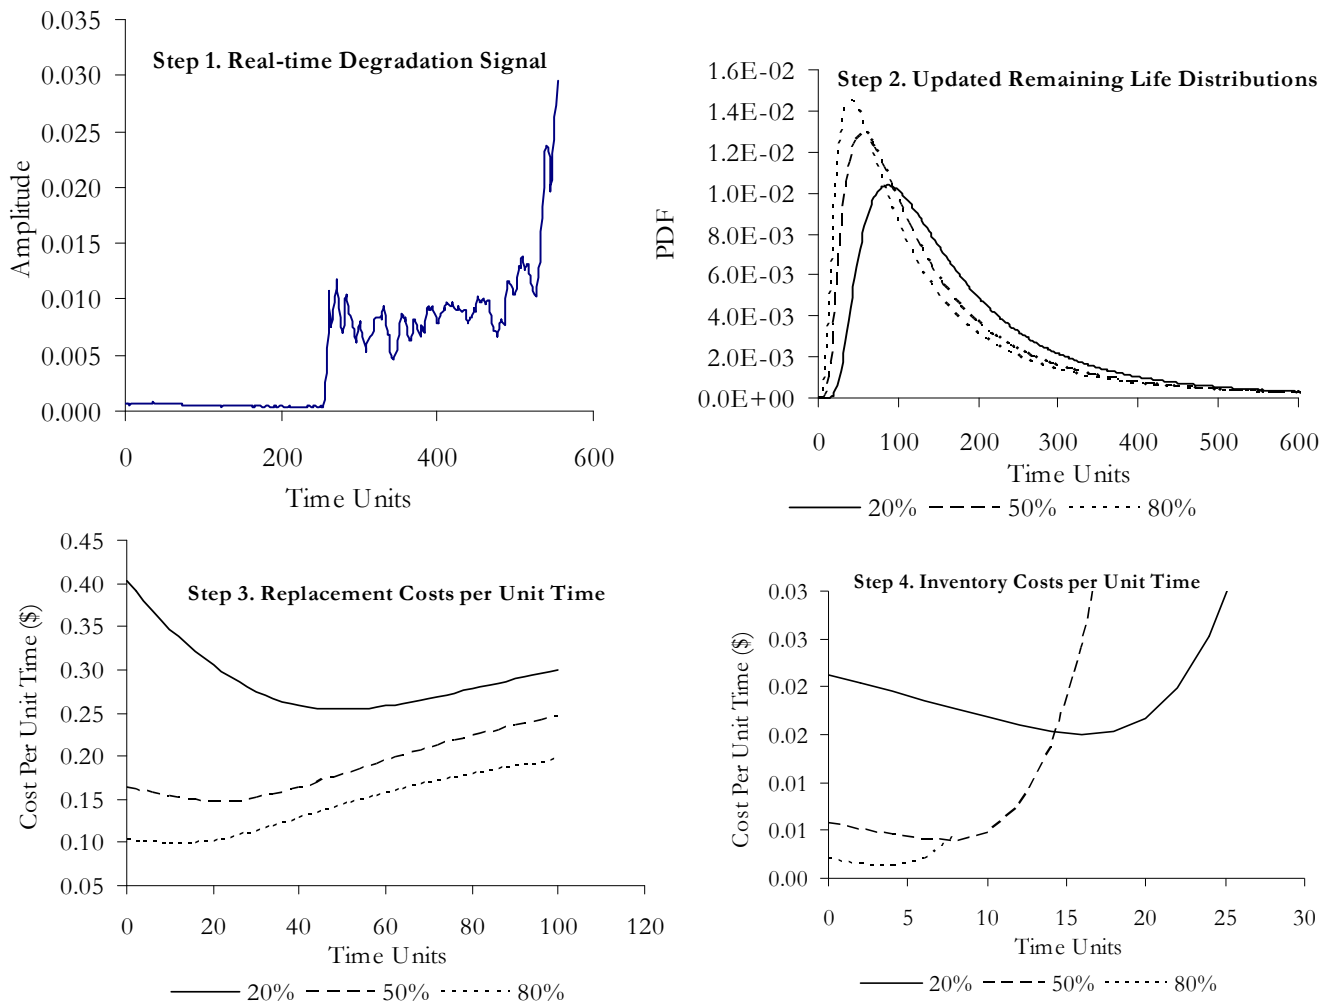 Step 1. Real-time Degradation Signal
0.035
0.030
0.025
0.020
0.015
0.010
0.005
0.000
Amplitude
0 200 400 600
Time Units
Step 2. Updated Remaining Life Distributions
1.6E-02
1.4E-02
1.2E-02
1.0E-02
8.0E-03
6.0E-03
4.0E-03
2.0E-03
0.0E+00
PDF
0 100 200 300 400 500 600
Time Units
20% 50% 80%
Step 3. Replacement Costs per Unit Time
0.45
0.40
0.35
0.30
0.25
0.20
0.15
0.10
0.05
Cost Per Unit Time ($)
0 20 40 60 80 100 120
Time Units
20% 50% 80%
Step 4. Inventory Costs per Unit Time
0.03
0.03
0.02
0.02
0.01
0.01
0.00
Cost Per Unit Time ($)
0 5 10 15 20 25 30
Time Units
20% 50% 80%